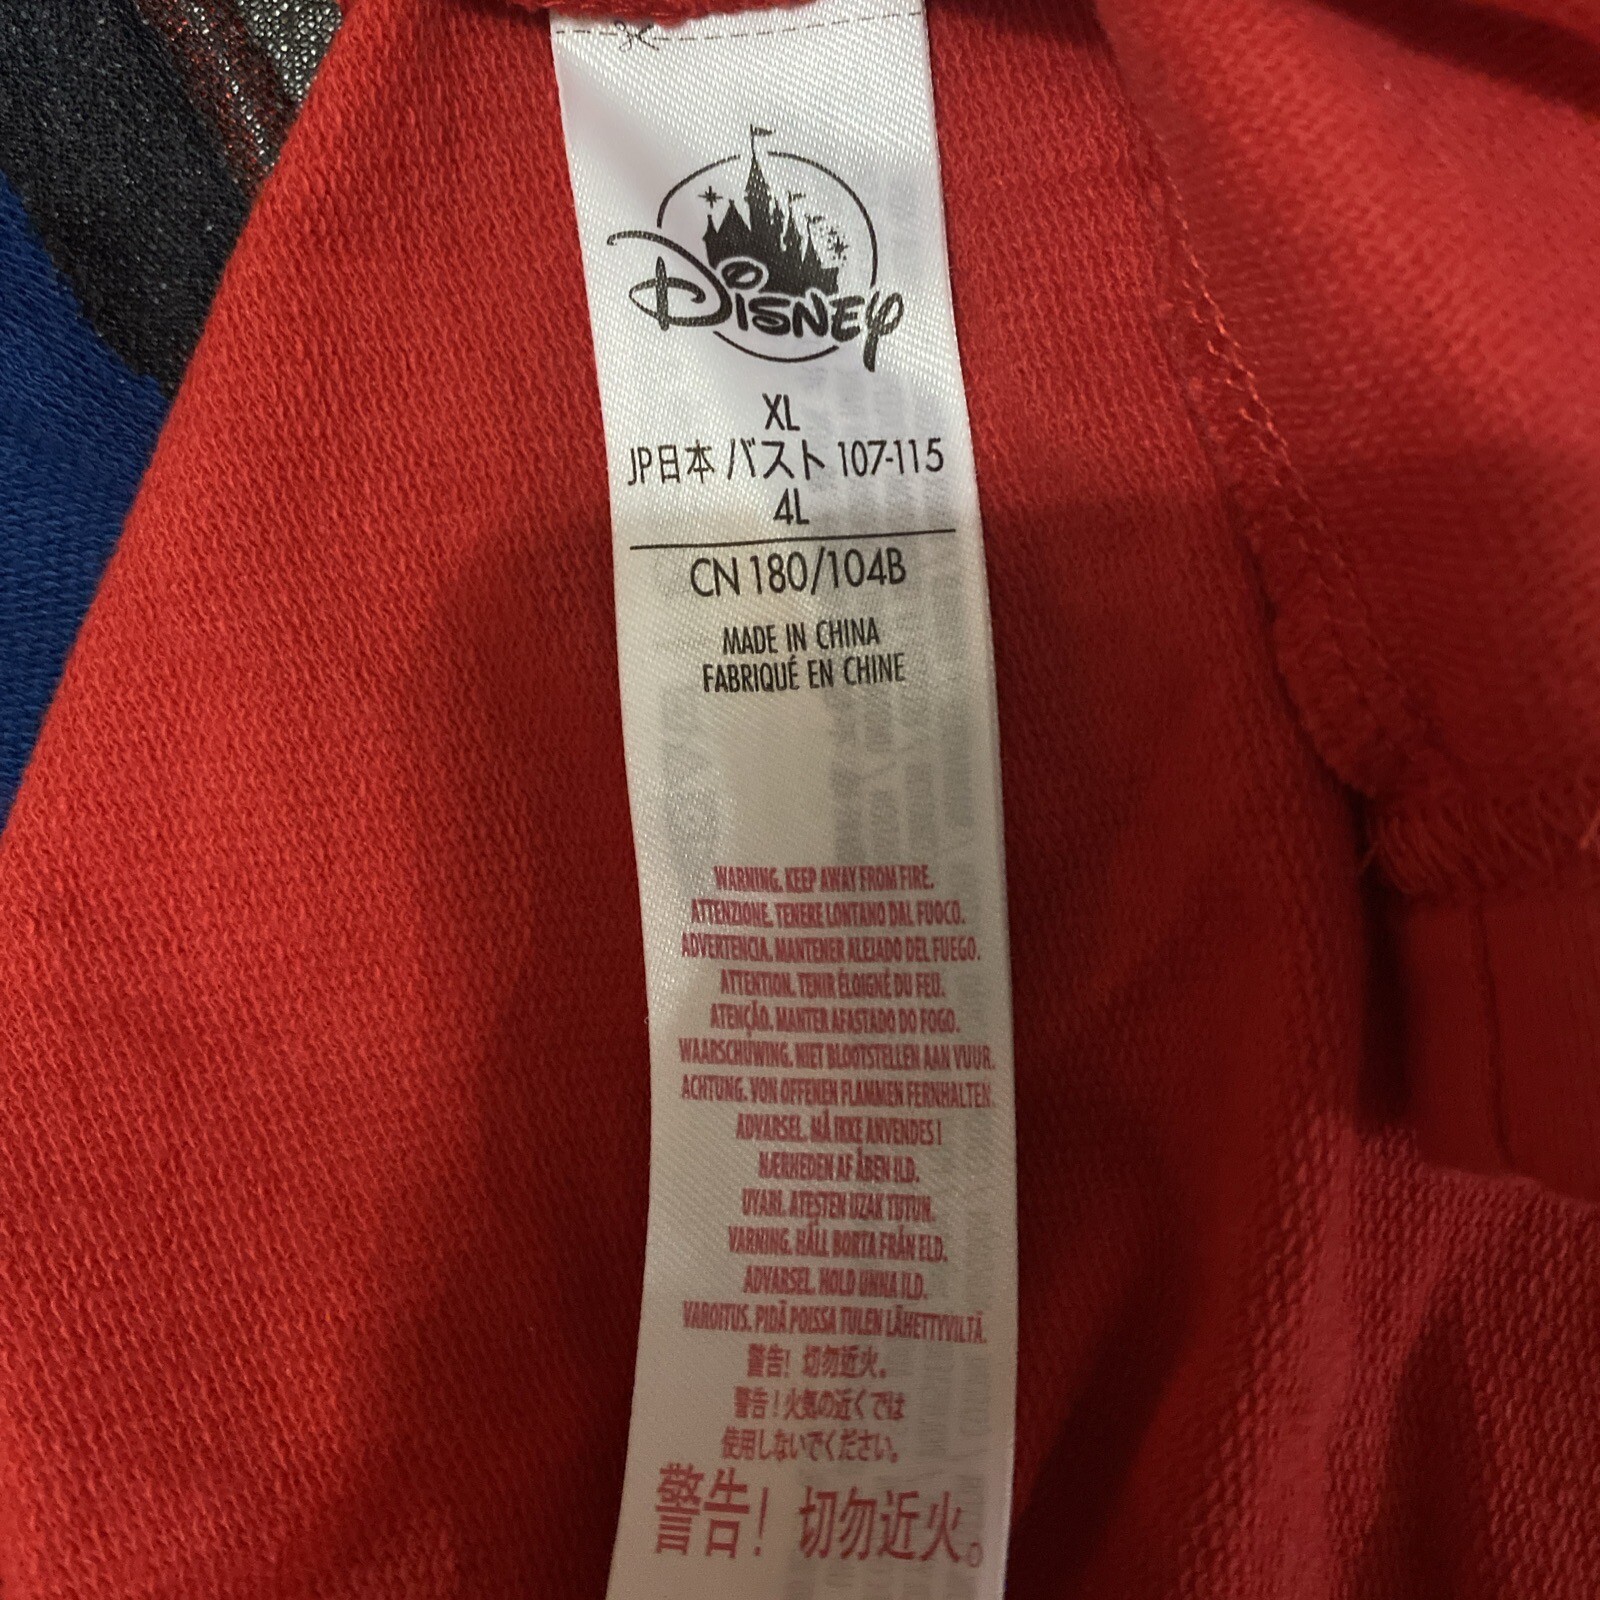 Disney
XL
JP日本 バスト 107-115
4L
CN 180/104B
MADE IN CHINA
FABRIQUÉ EN CHINE
WARNING. KEEP AWAY FROM FIRE.
ATTENZIONE. TENERE LONTANO DAL FUOCO.
ADVERTENCIA. MANTENER ALEJADO DEL FUEGO.
ATTENTION. TENIR ÉLOIGNÉ DU FEU.
ATENÇÃO. MANTER AFASTADO DO FOGO.
WAARSCHUWING. NIET BLOOTSTELLEN AAN VUUR.
ACHTUNG. VON OFFENEN FLAMMEN FERNHALTEN.
ADVARSEL. MÅ IKKE ANVENDES I
NÆRHEDEN AF ÅBEN ILD.
UYARI. ATEŞTEN UZAK TUTUN.
VARNING. HÅLL BORTA FRÅN ELD.
ADVARSEL. HOLD UNNA ILD.
VAROITUS. PIDÄ POISSA TULEN LÄHETTYVILTÄ.
警告! 切勿近火。
警告!火気の近くでは
使用しないでください。
警告! 切勿近火。